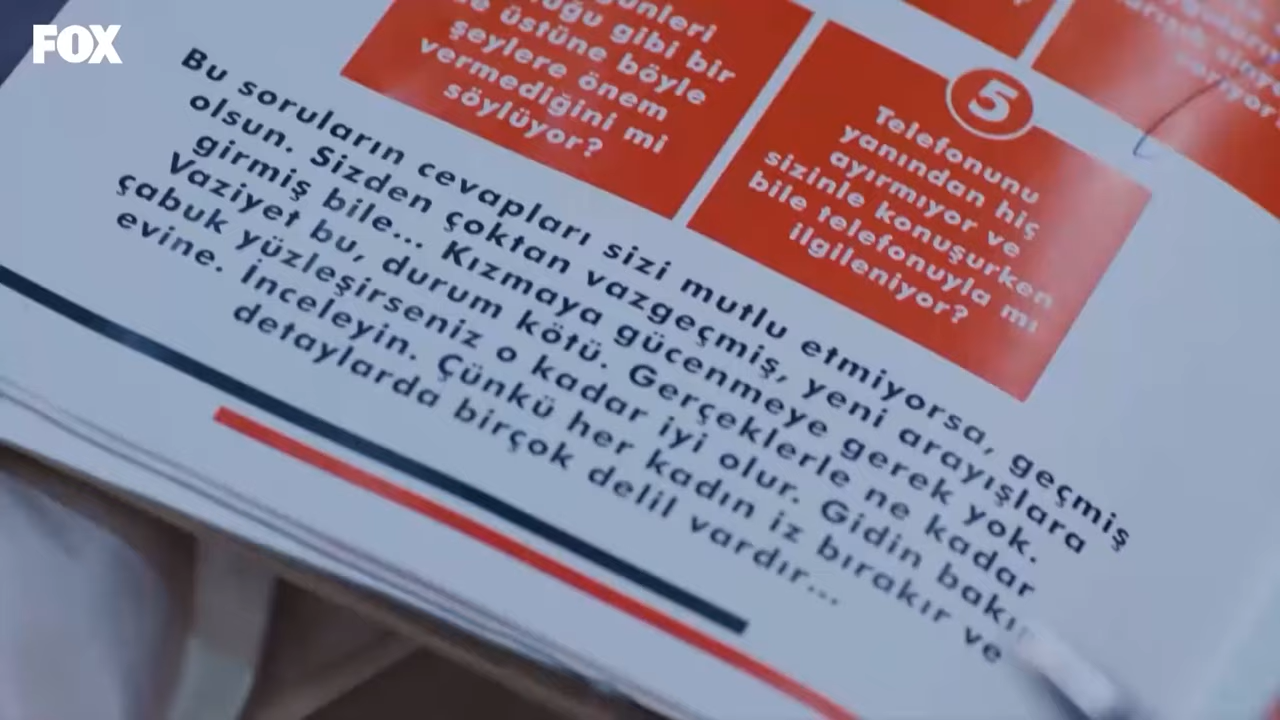 FOX
günleri
gibi bir
üstüne böyle
şeylere önem
vermediğini mi
söylüyor?
5
Telefonunu
yanından hiç
ayırmıyor ve
sizinle konuşurken
bile telefonuyla mı
ilgileniyor?
Bu soruların cevapları sizi mutlu etmiyorsa, geçmiş
olsun. Sizden çoktan vazgeçmiş, yeni arayışlara
girmiş bile... Kızmaya gücenmeye gerek yok.
Vaziyet bu, durum kötü. Gerçeklerle ne kadar
çabuk yüzleşirseniz o kadar iyi olur. Gidin bakın
evine. İnceleyin. Çünkü her kadın iz bırakır ve
detaylarda birçok delil vardır...